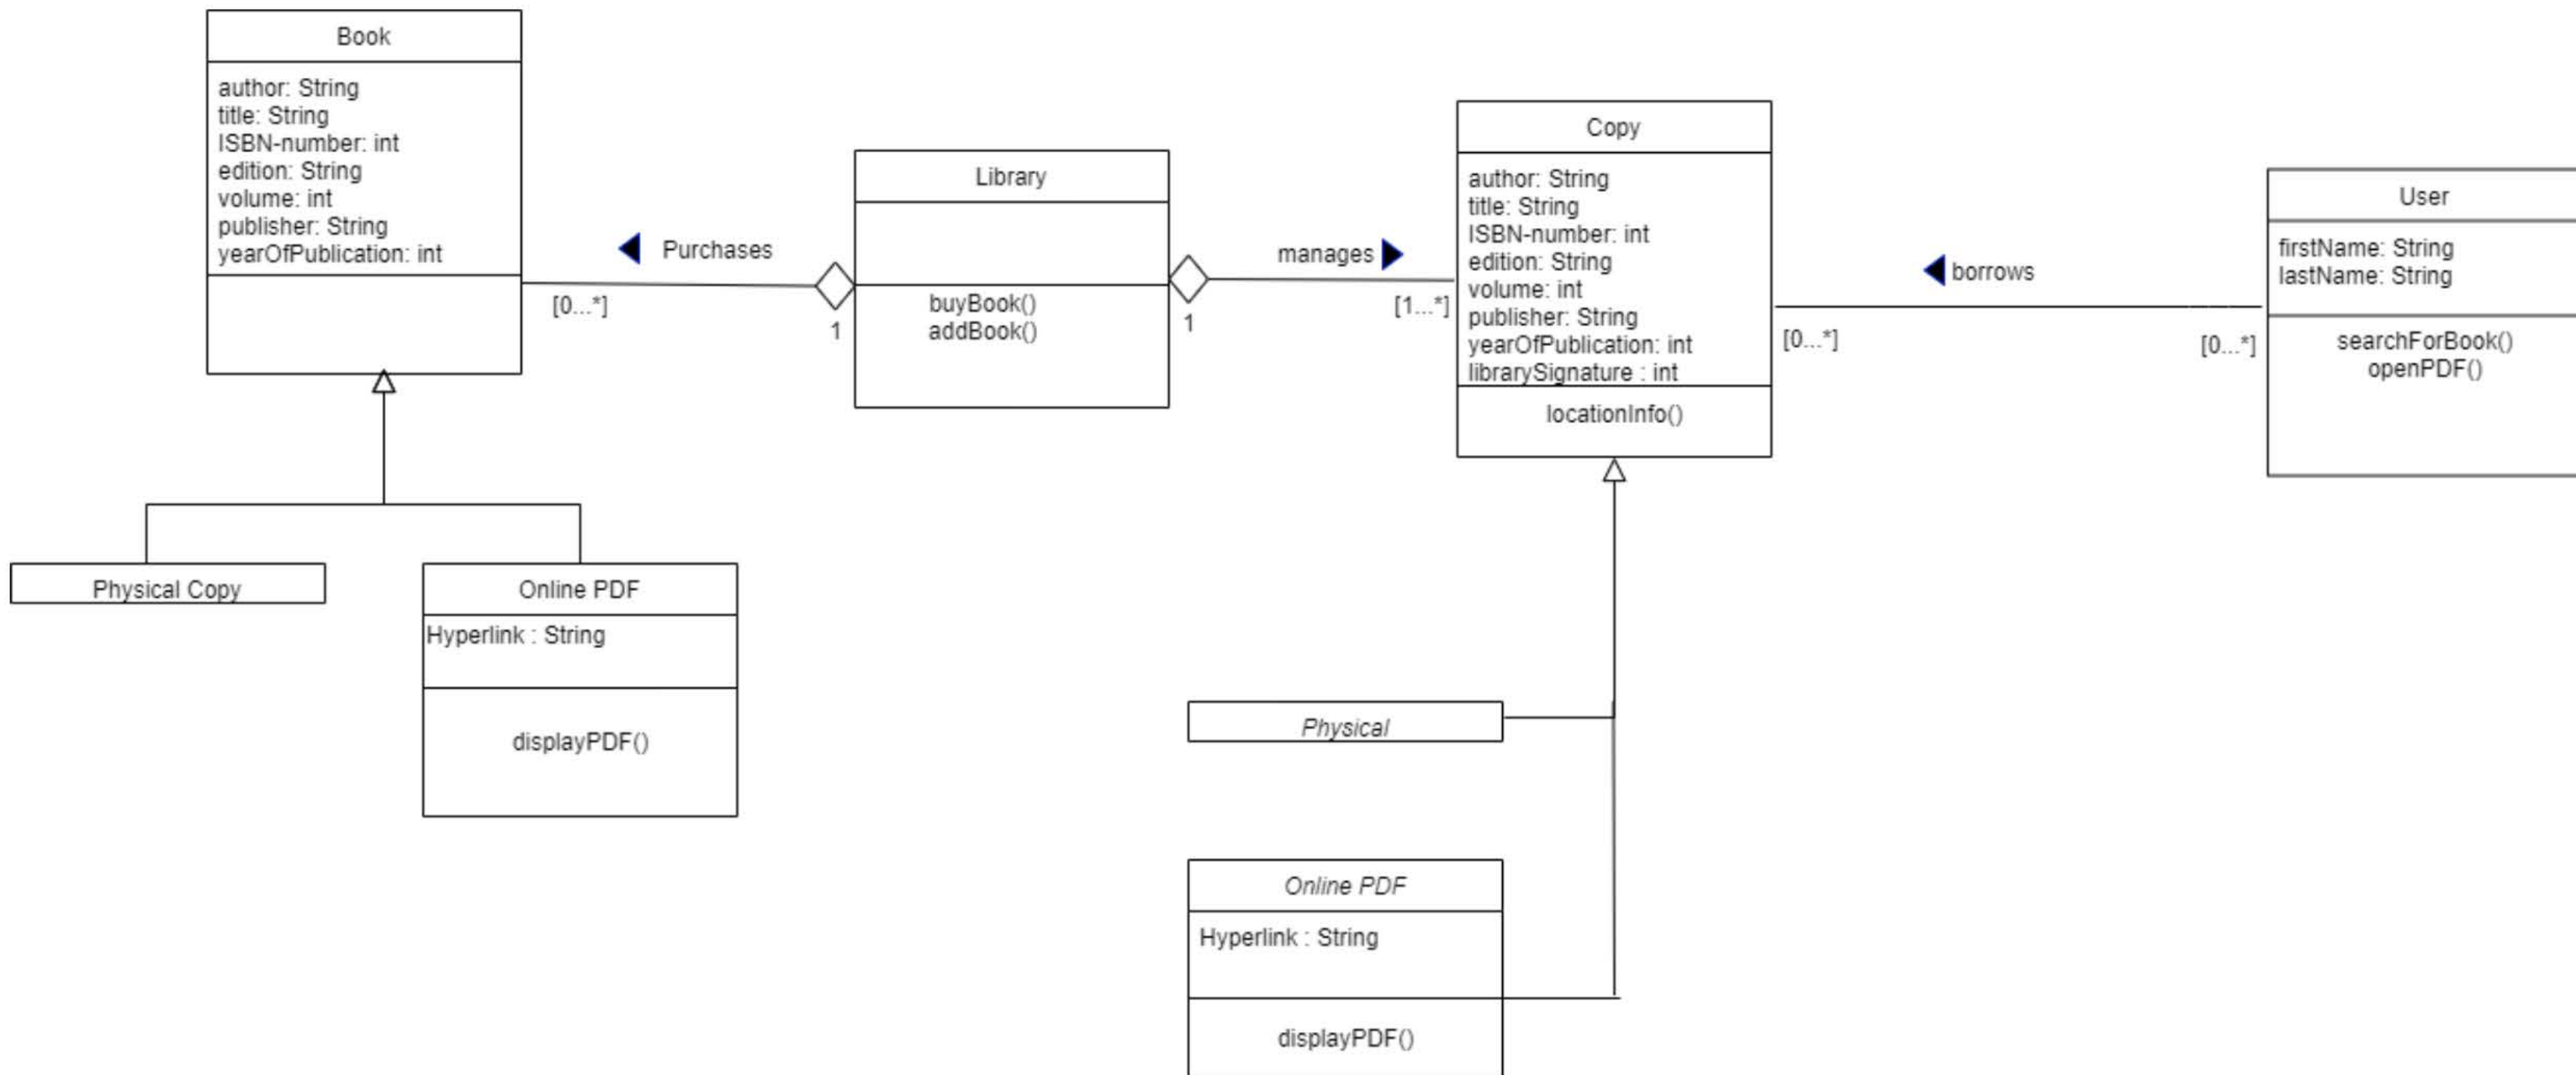 Book
author: String
title: String
ISBN-number: int
edition: String
volume: int
publisher: String
yearOfPublication: int
Purchases
[0...*]
1
Library
buyBook()
addBook()
manages
1
[1...*]
Copy
author: String
title: String
ISBN-number: int
edition: String
volume: int
publisher: String
yearOfPublication: int
librarySignature : int
locationInfo()
borrows
[0...*]
[0...*]
User
firstName: String
lastName: String
searchForBook()
openPDF()
Physical Copy
Online PDF
Hyperlink : String
displayPDF()
Physical
Online PDF
Hyperlink : String
displayPDF()